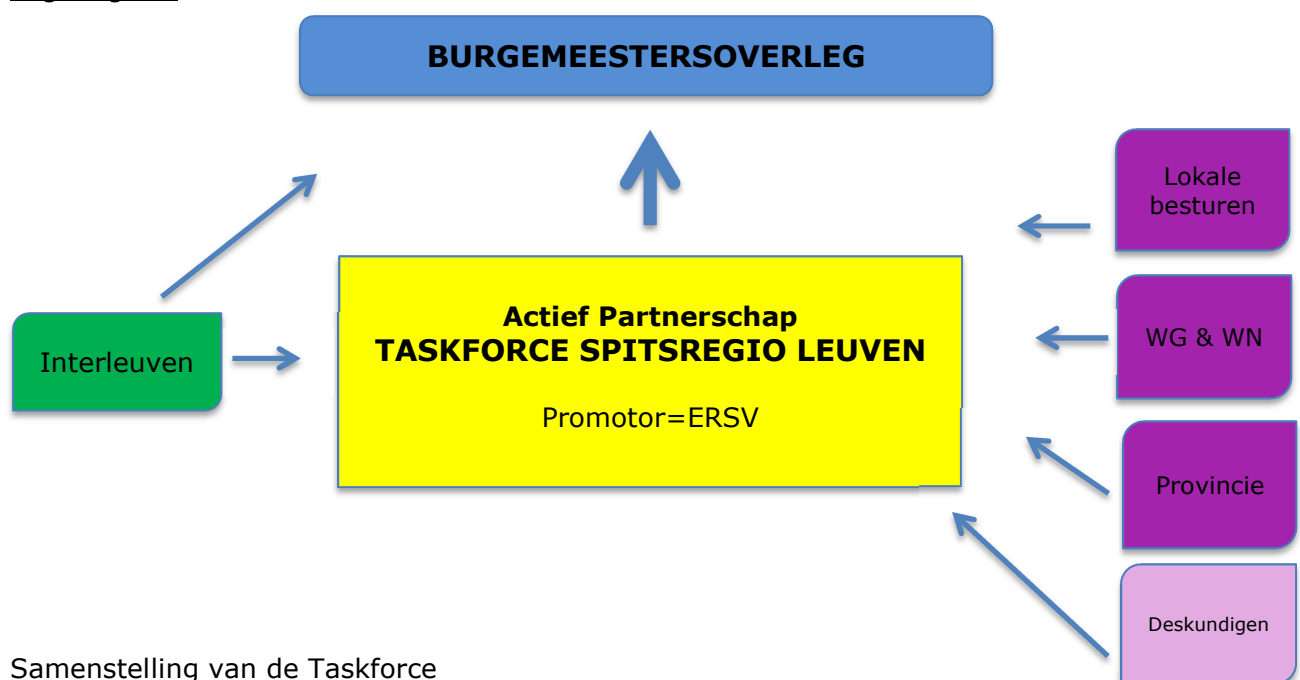 BURGEMEESTERSOVERLEG
Lokale
besturen
Actief Partnerschap
TASKFORCE SPITSREGIO LEUVEN
Promotor=ERSV
Interleuven
WG & WN
Provincie
Deskundigen
Samenstelling van de Taskforce